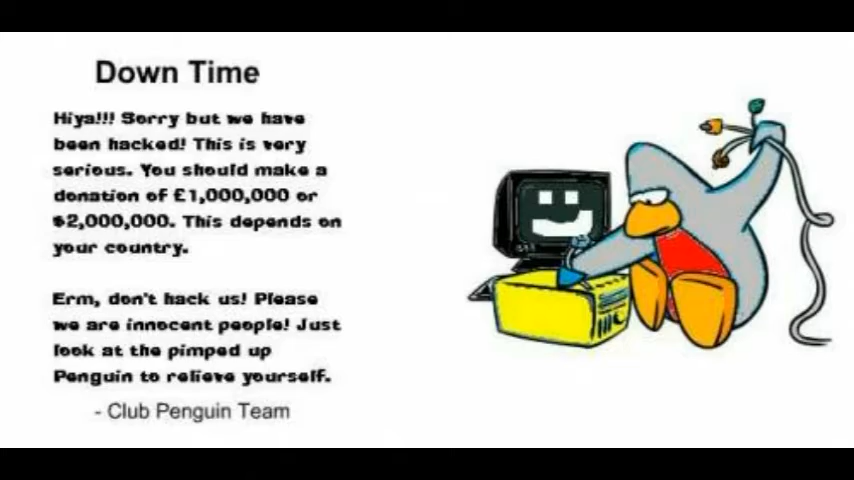 Down Time
Hiya!!! Sorry but we have
been hacked! This is very
serious. You should make a
donation of £1,000,000 or
$2,000,000. This depends on
your country.
Erm, don't hack us! Please
we are innocent people! Just
look at the pimped up
Penguin to relieve yourself.
- Club Penguin Team